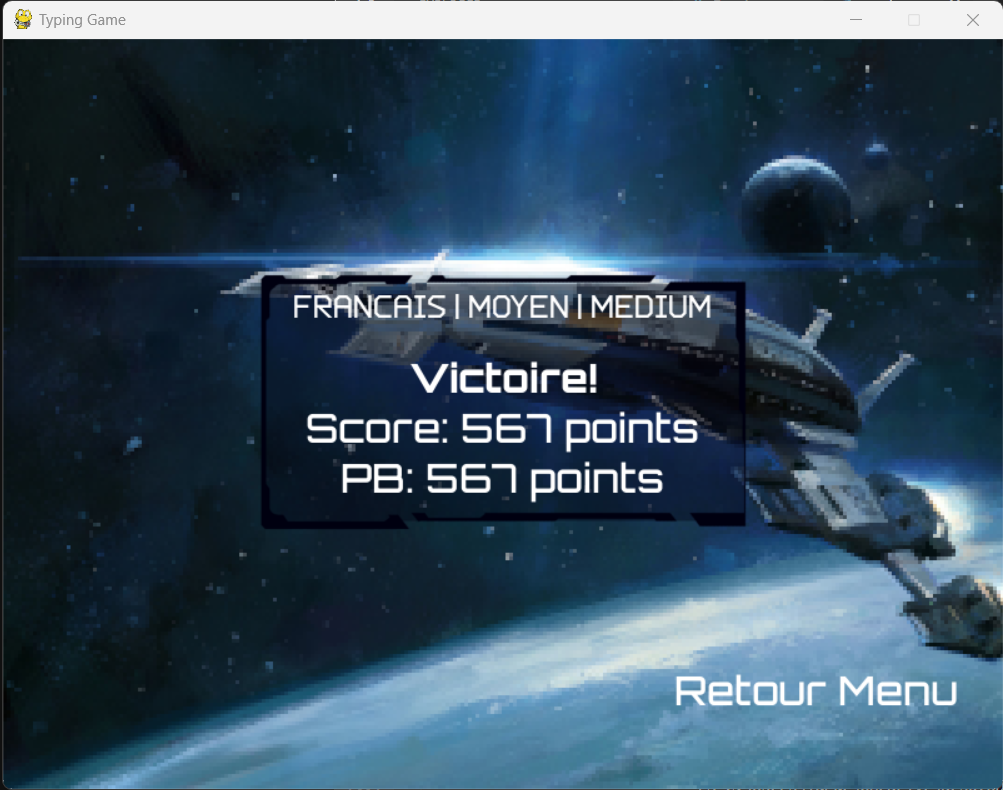 Typing Game
FRANCAIS | MOYEN | MEDIUM
Victoire!
Score: 567 points
PB: 567 points
Retour Menu